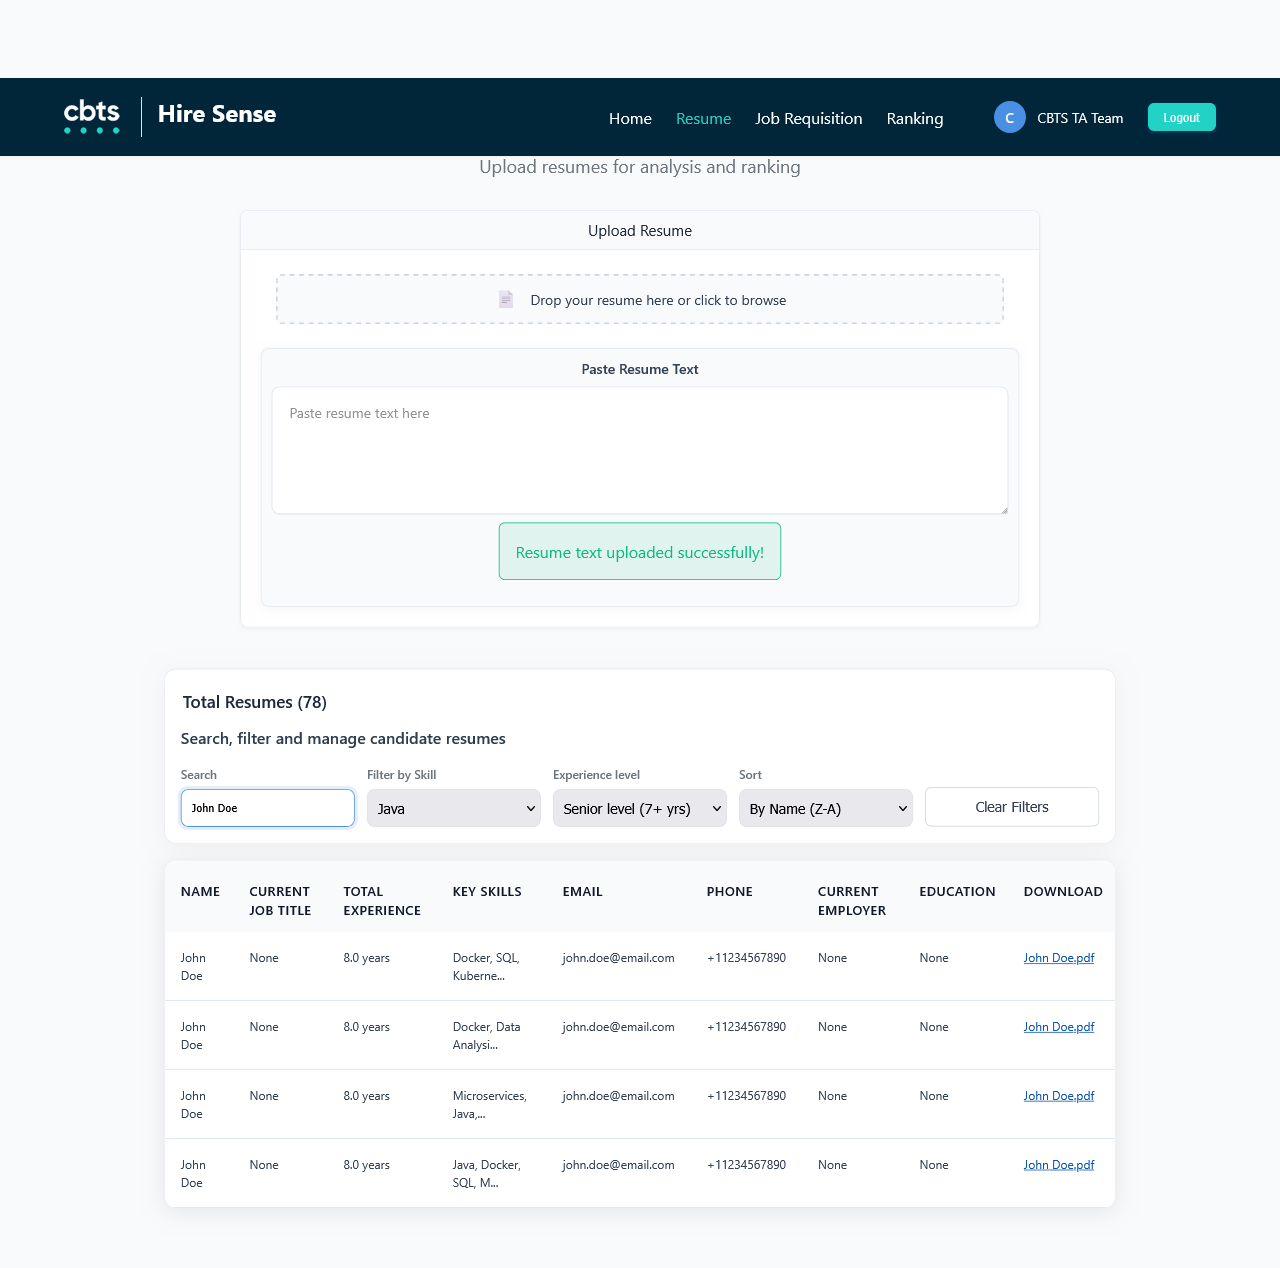 cbts
Hire Sense
Home
Resume
Job Requisition
Ranking
C
CBTS TA Team
Logout
Upload resumes for analysis and ranking
Upload Resume
Drop your resume here or click to browse
Paste Resume Text
Paste resume text here
Resume text uploaded successfully!
Total Resumes (78)
Search, filter and manage candidate resumes
Search
Filter by Skill
Experience level
Sort
John Doe
Java
Senior level (7+ yrs)
By Name (Z-A)
Clear Filters
NAME
CURRENT
JOB TITLE
TOTAL
EXPERIENCE
KEY SKILLS
EMAIL
PHONE
CURRENT
EMPLOYER
EDUCATION
DOWNLOAD
John
Doe
None
8.0 years
Docker, SQL,
Kuberne...
john.doe@email.com
+11234567890
None
None
John Doe.pdf
John
Doe
None
8.0 years
Docker, Data
Analysi...
john.doe@email.com
+11234567890
None
None
John Doe.pdf
John
Doe
None
8.0 years
Microservices,
Java,...
john.doe@email.com
+11234567890
None
None
John Doe.pdf
John
Doe
None
8.0 years
Java, Docker,
SQL, M...
john.doe@email.com
+11234567890
None
None
John Doe.pdf